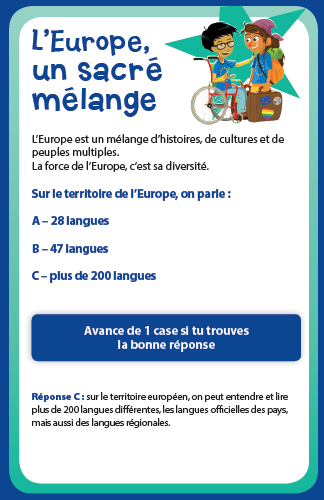 L'Europe,
un sacré
mélange
L'Europe est un mélange d'histoires, de cultures et de
peuples multiples.
La force de l'Europe, c'est sa diversité.
Sur le territoire de l'Europe, on parle :
A – 28 langues
B – 47 langues
C – plus de 200 langues
Avance de 1 case si tu trouves
la bonne réponse
Réponse C : sur le territoire européen, on peut entendre et lire
plus de 200 langues différentes, les langues officielles des pays,
mais aussi des langues régionales.